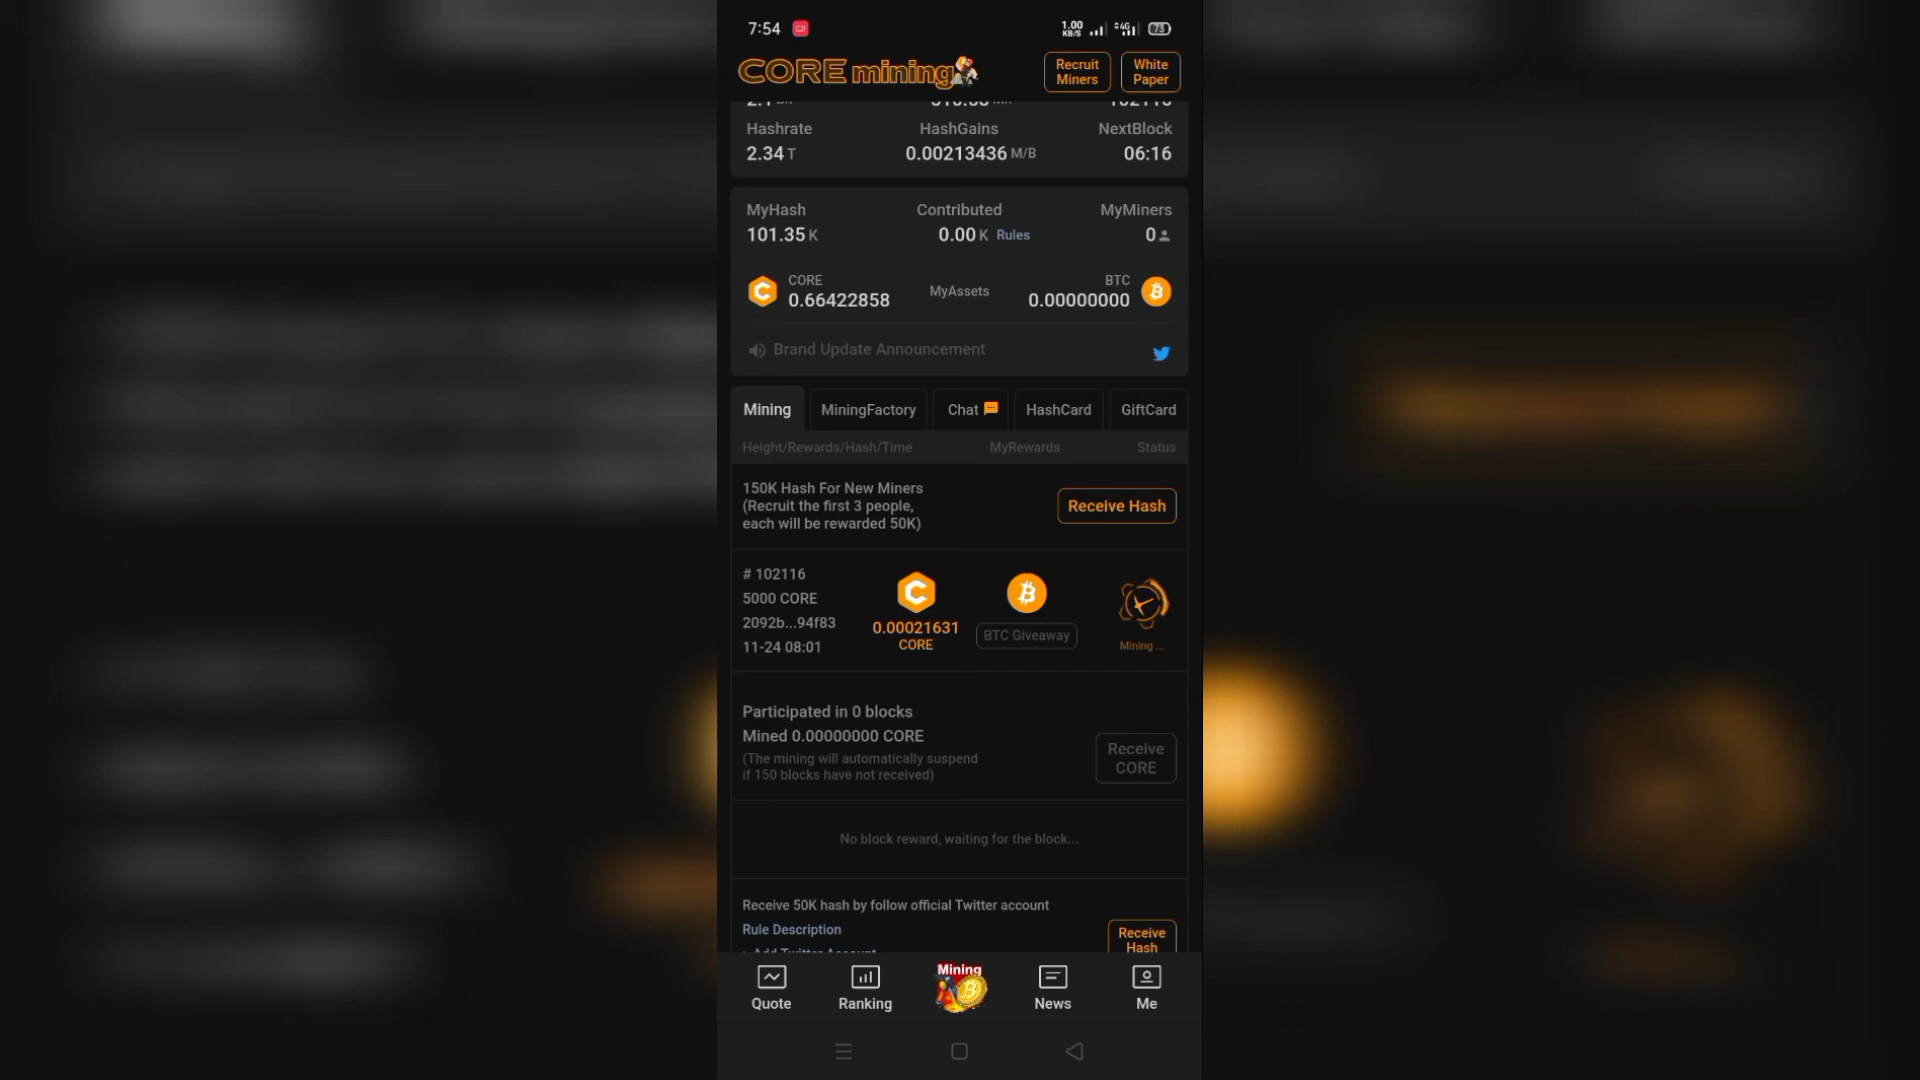 7:54
1.00 KB/S 4G 73
CORE mining
Recruit Miners
White Paper
Hashrate HashGains NextBlock
2.34 T 0.00213436 M/B 06:16
MyHash Contributed MyMiners
101.35 K 0.00 K Rules 0
CORE BTC
0.66422858 MyAssets 0.00000000
Brand Update Announcement
Mining MiningFactory Chat HashCard GiftCard
Height/Rewards/Hash/Time MyRewards Status
150K Hash For New Miners
(Recruit the first 3 people,
each will be rewarded 50K)
Receive Hash
# 102116
5000 CORE
2092b...94f83
11-24 08:01
0.00021631
CORE
BTC Giveaway
Mining ...
Participated in 0 blocks
Mined 0.00000000 CORE
(The mining will automatically suspend
if 150 blocks have not received)
Receive
CORE
No block reward, waiting for the block...
Receive 50K hash by follow official Twitter account
Rule Description
Receive
Hash
Mining
Quote Ranking News Me